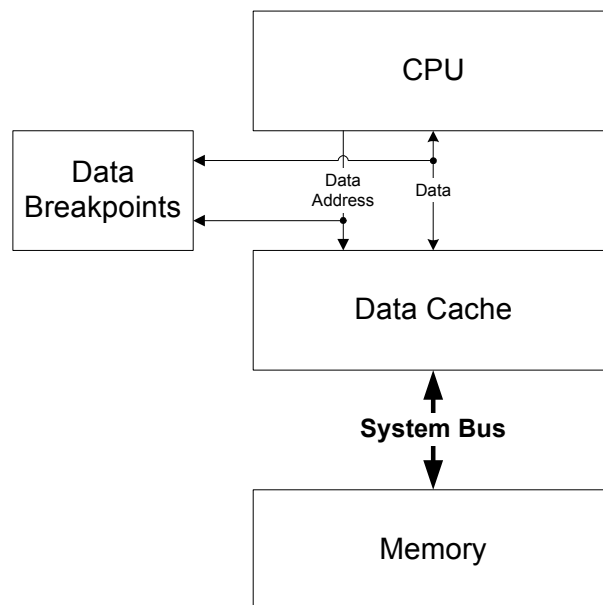 CPU
Data
Breakpoints
Data
Address
Data
Data Cache
System Bus
Memory